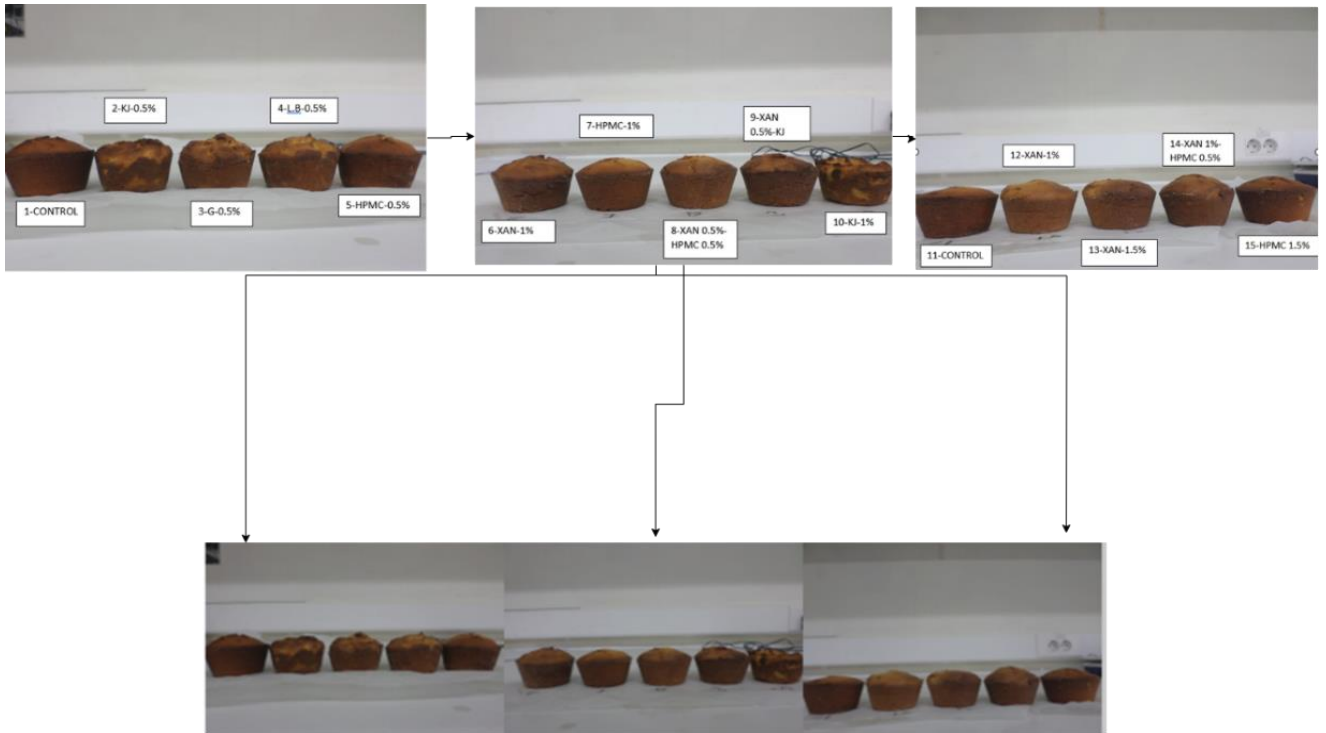 2-KJ-0.5%
4-L.B-0.5%
1-CONTROL
3-G-0.5%
5-HPMC-0.5%
7-HPMC-1%
9-XAN
0.5%-KJ
6-XAN-1%
8-XAN 0.5%-
HPMC 0.5%
10-KJ-1%
12-XAN-1%
14-XAN 1%-
HPMC 0.5%
11-CONTROL
13-XAN-1.5%
15-HPMC 1.5%